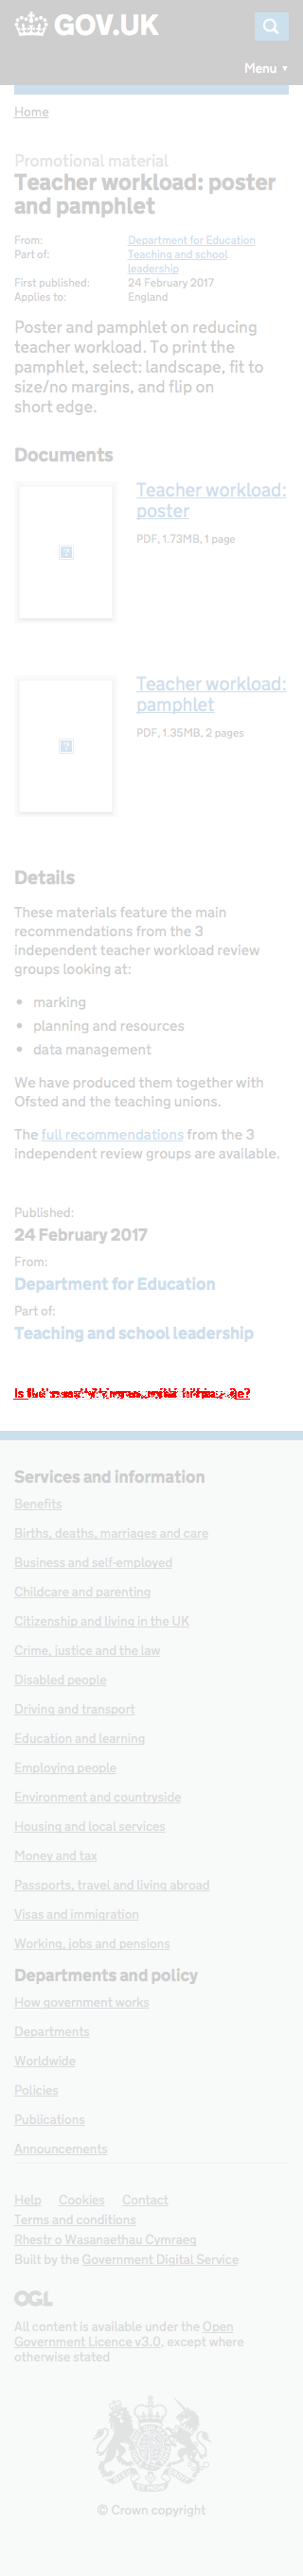 GOV.UK
Menu ▼
Home
Promotional material
Teacher workload: poster
and pamphlet
From: Department for Education
Part of: Teaching and school
leadership
First published: 24 February 2017
Applies to: England
Poster and pamphlet on reducing
teacher workload. To print the
pamphlet, select: landscape, fit to
size/no margins, and flip on
short edge.
Documents
Teacher workload:
poster
PDF, 1.73MB, 1 page
Teacher workload:
pamphlet
PDF, 1.35MB, 2 pages
Details
These materials feature the main
recommendations from the 3
independent teacher workload review
groups looking at:
• marking
• planning and resources
• data management
We have produced them together with
Ofsted and the teaching unions.
The full recommendations from the 3
independent review groups are available.
Published:
24 February 2017
From:
Department for Education
Part of:
Teaching and school leadership
Services and information
Benefits
Births, deaths, marriages and care
Business and self-employed
Childcare and parenting
Citizenship and living in the UK
Crime, justice and the law
Disabled people
Driving and transport
Education and learning
Employing people
Environment and countryside
Housing and local services
Money and tax
Passports, travel and living abroad
Visas and immigration
Working, jobs and pensions
Departments and policy
How government works
Departments
Worldwide
Policies
Publications
Announcements
Help Cookies Contact
Terms and conditions
Rhestr o Wasanaethau Cymraeg
Built by the Government Digital Service
OGL
All content is available under the Open
Government Licence v3.0, except where
otherwise stated
© Crown copyright